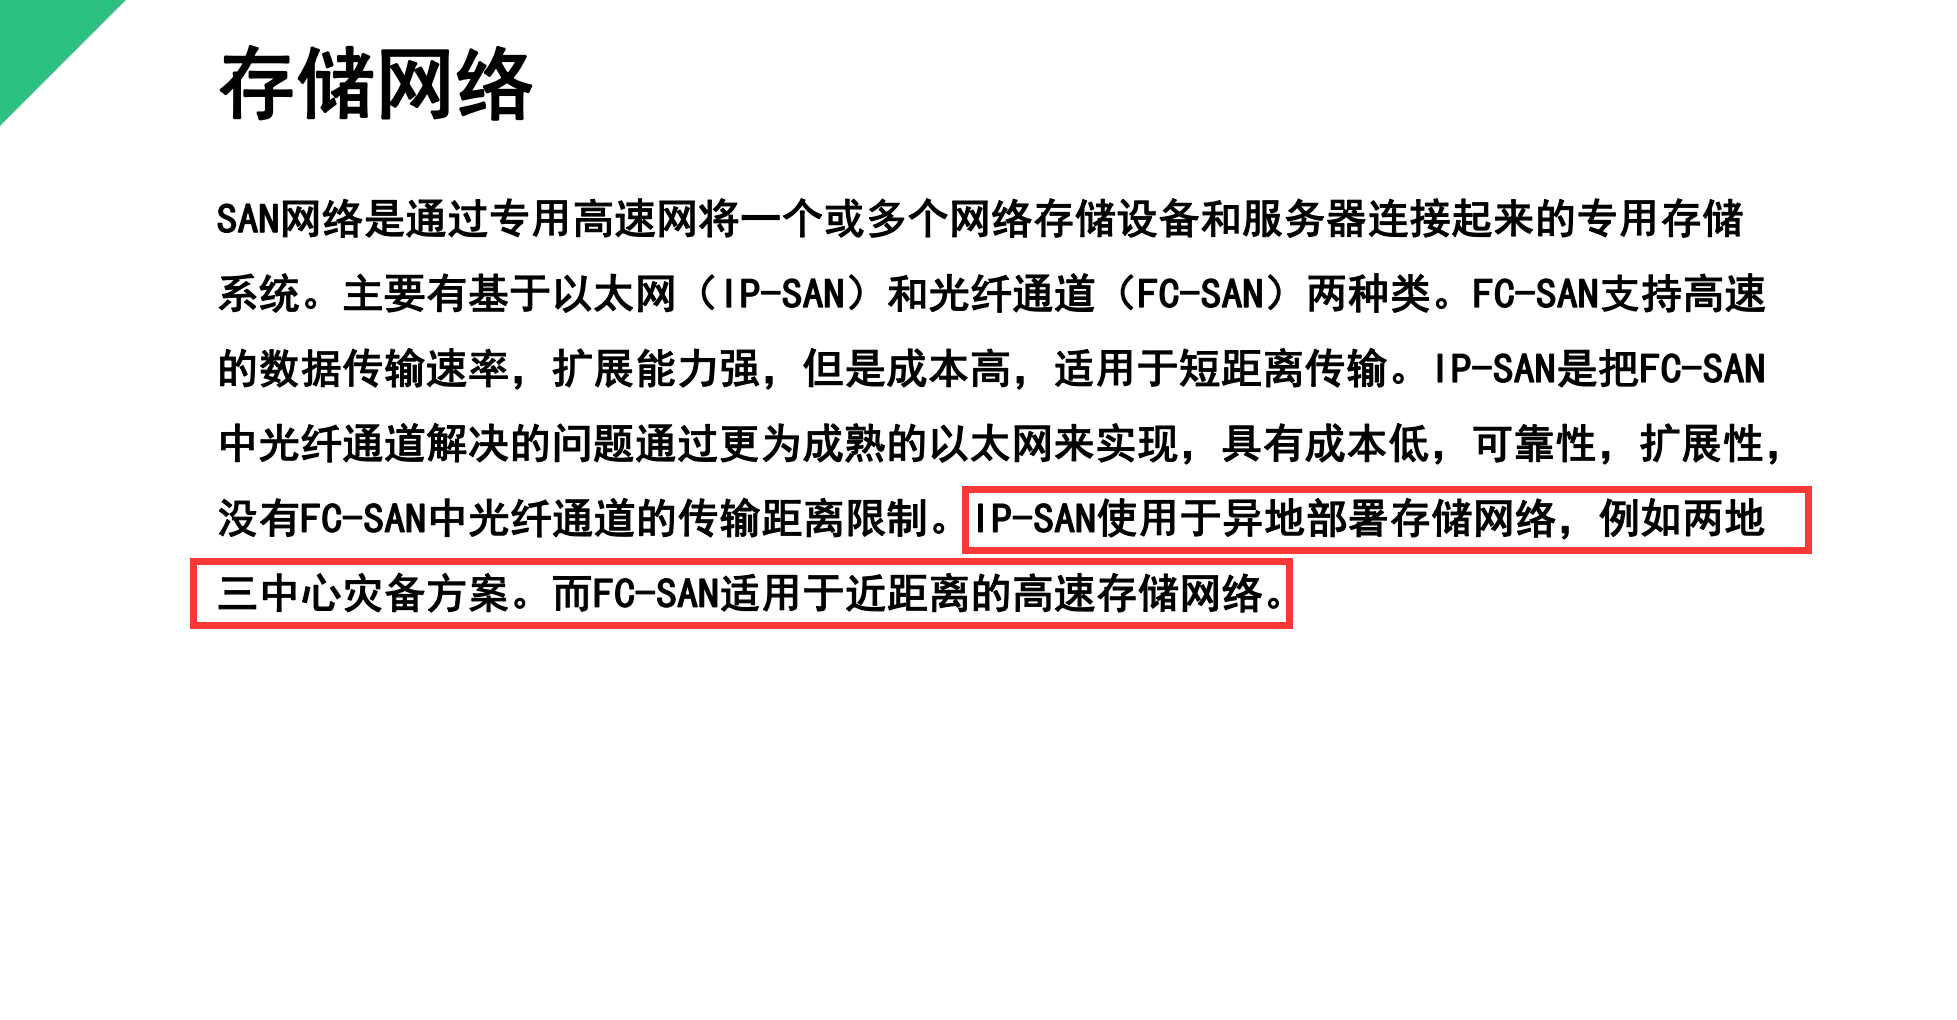 存储网络
SAN网络是通过专用高速网将一个或多个网络存储设备和服务器连接起来的专用存储
系统。主要有基于以太网（IP-SAN）和光纤通道（FC-SAN）两种类。FC-SAN支持高速
的数据传输速率，扩展能力强，但是成本高，适用于短距离传输。IP-SAN是把FC-SAN
中光纤通道解决的问题通过更为成熟的以太网来实现，具有成本低，可靠性，扩展性，
没有FC-SAN中光纤通道的传输距离限制。IP-SAN使用于异地部署存储网络，例如两地
三中心灾备方案。而FC-SAN适用于近距离的高速存储网络。